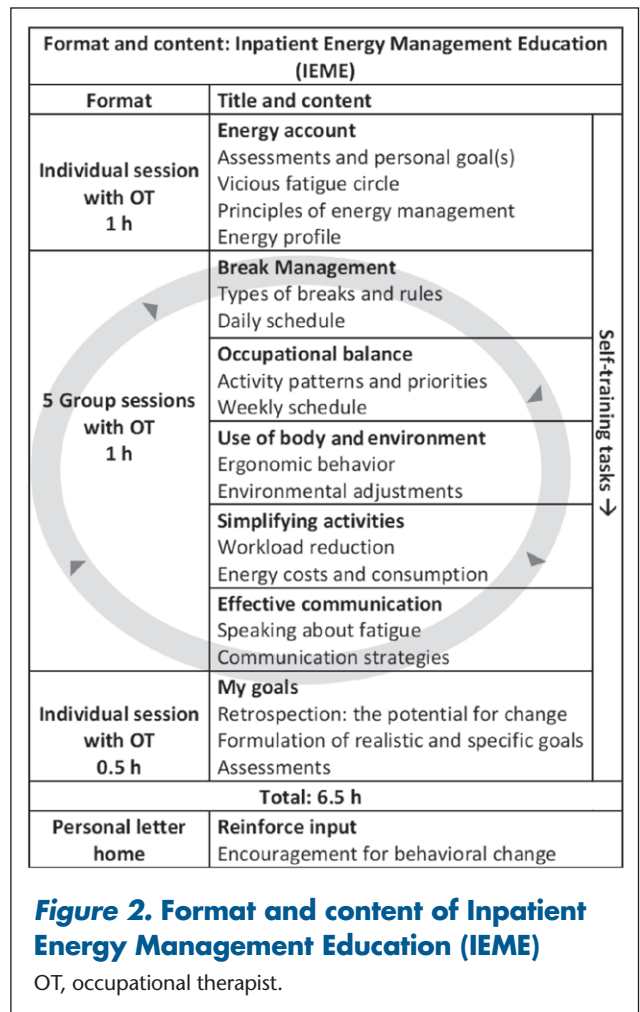 Format and content: Inpatient Energy Management Education
(IEME)
Format
Title and content
Individual session
with OT
1 h
Energy account
Assessments and personal goal(s)
Vicious fatigue circle
Principles of energy management
Energy profile
5 Group sessions
with OT
1 h
Break Management
Types of breaks and rules
Daily schedule
Occupational balance
Activity patterns and priorities
Weekly schedule
Use of body and environment
Ergonomic behavior
Environmental adjustments
Simplifying activities
Workload reduction
Energy costs and consumption
Effective communication
Speaking about fatigue
Communication strategies
Individual session
with OT
0.5 h
My goals
Retrospection: the potential for change
Formulation of realistic and specific goals
Assessments
Self-training tasks →
Total: 6.5 h
Personal letter
home
Reinforce input
Encouragement for behavioral change
Figure 2. Format and content of Inpatient
Energy Management Education (IEME)
OT, occupational therapist.